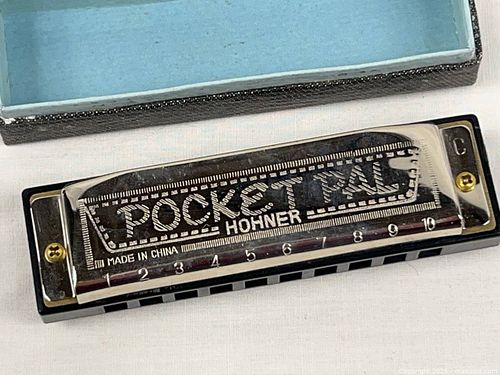 C
POCKET PAL
HOHNER
MADE IN CHINA
1 2 3 4 5 6 7 8 9 10